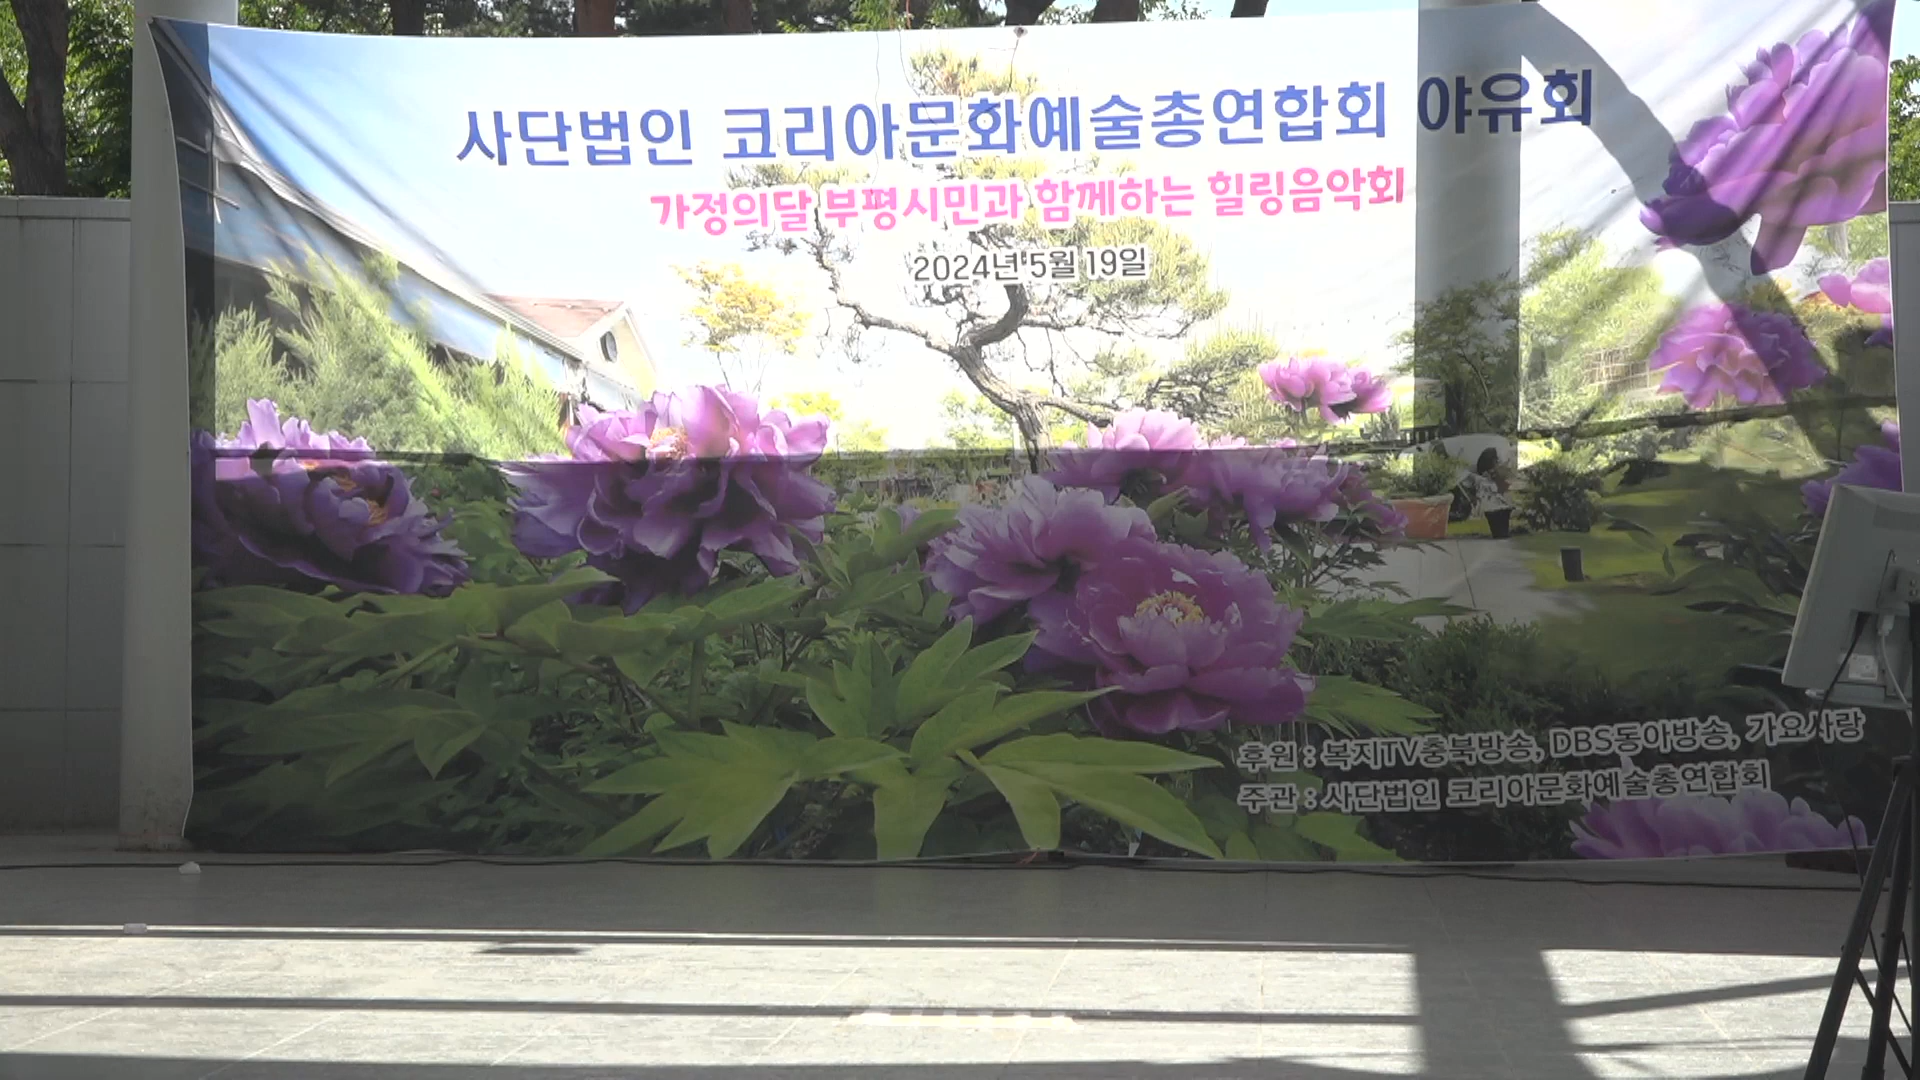 사단법인 코리아문화예술총연합회 야유회
가정의달 부평시민과 함께하는 힐링음악회
2024년 5월 19일
후원 : 복지TV충북방송, DBS동아방송, 가요사랑
주관 : 사단법인 코리아문화예술총연합회